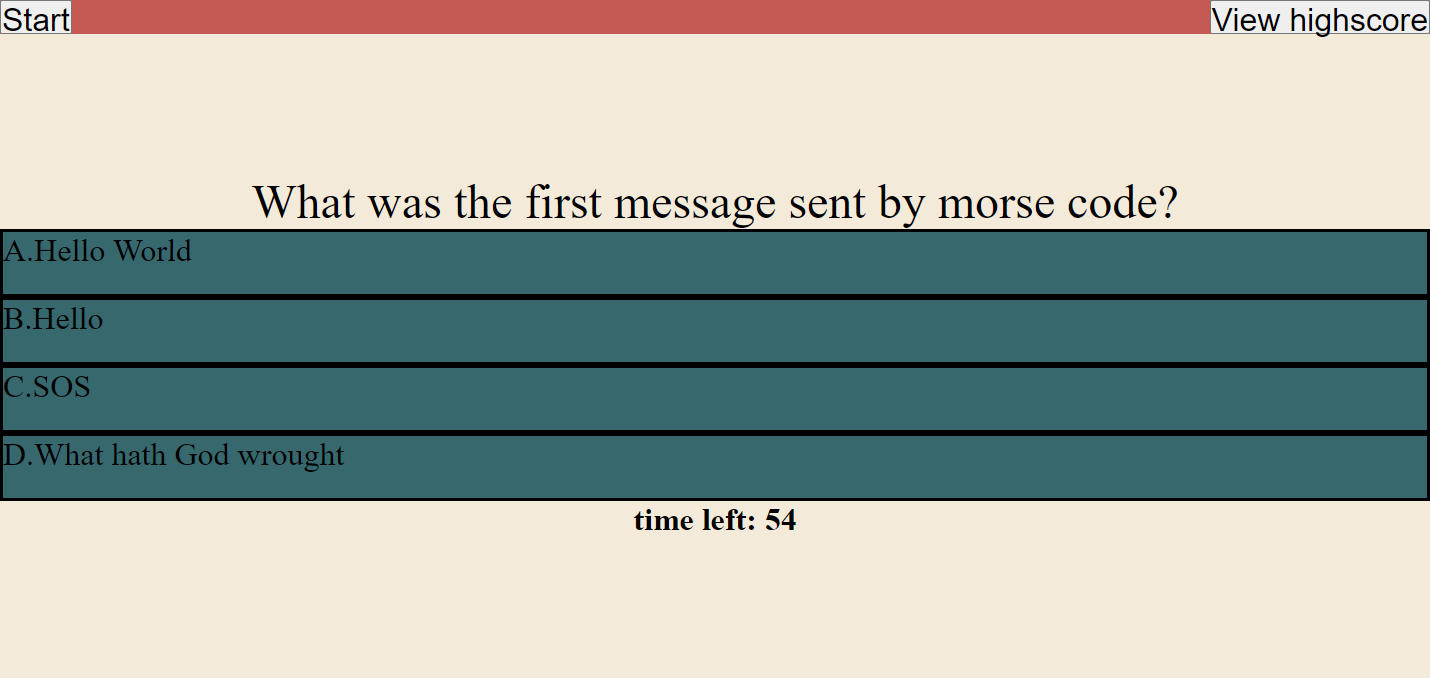 Start
View highscore
What was the first message sent by morse code?
A.Hello World
B.Hello
C.SOS
D.What hath God wrought
time left: 54